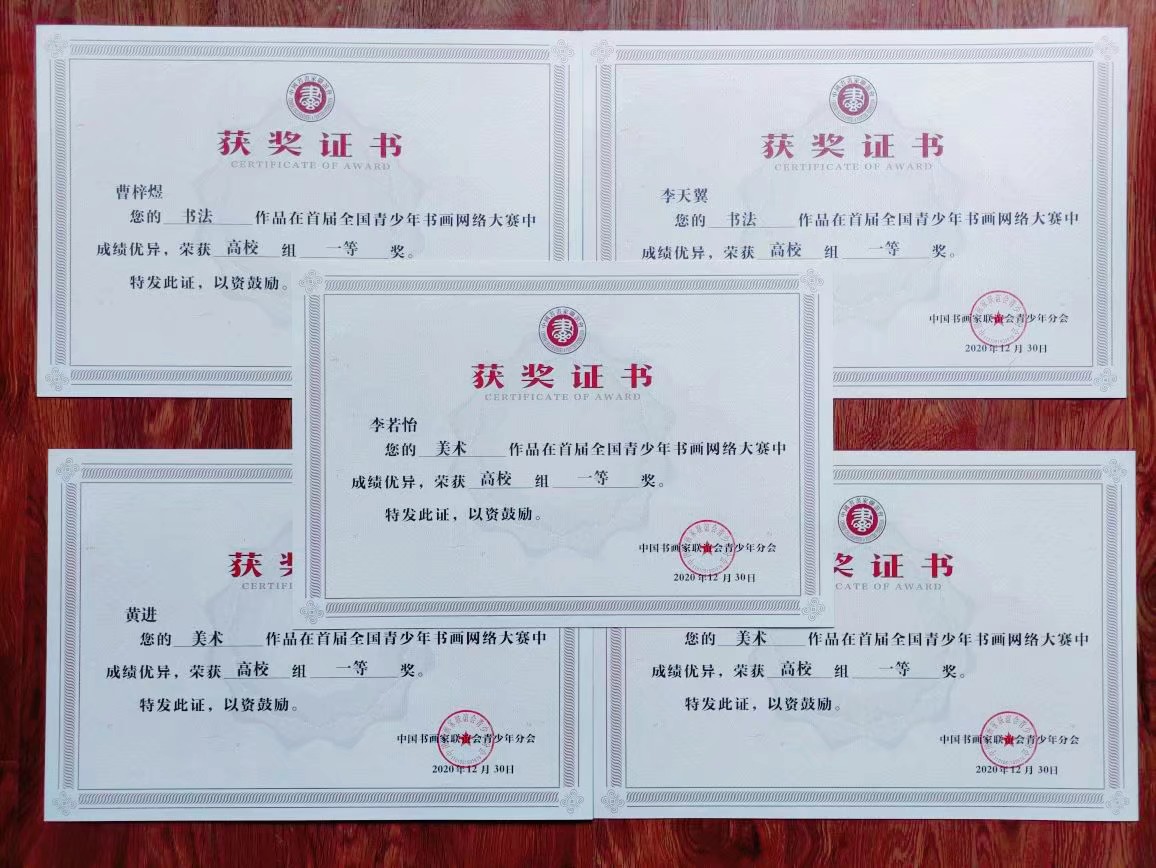 获奖证书
CERTIFICATE OF AWARD
曹梓煜
您的 书法 作品在首届全国青少年书画网络大赛中
成绩优异，荣获 高校 组 一等 奖。
特发此证，以资鼓励。
获奖证书
CERTIFICATE OF AWARD
李天翼
您的 书法 作品在首届全国青少年书画网络大赛中
成绩优异，荣获 高校 组 一等 奖。
中国书画家联谊会青少年分会
2020年12月30日
获奖证书
CERTIFICATE OF AWARD
李若怡
您的 美术 作品在首届全国青少年书画网络大赛中
成绩优异，荣获 高校 组 一等 奖。
特发此证，以资鼓励。
中国书画家联谊会青少年分会
2020年12月30日
获
CERTIF
黄进
您的 美术 作品在首届全国青少年书画网络大赛中
成绩优异，荣获 高校 组 一等 奖。
特发此证，以资鼓励。
中国书画家联谊会青少年分会
2020年12月30日
奖证书
CATE OF AWARD
您的 美术 作品在首届全国青少年书画网络大赛中
成绩优异，荣获 高校 组 一等 奖。
特发此证，以资鼓励。
中国书画家联谊会青少年分会
2020年12月30日